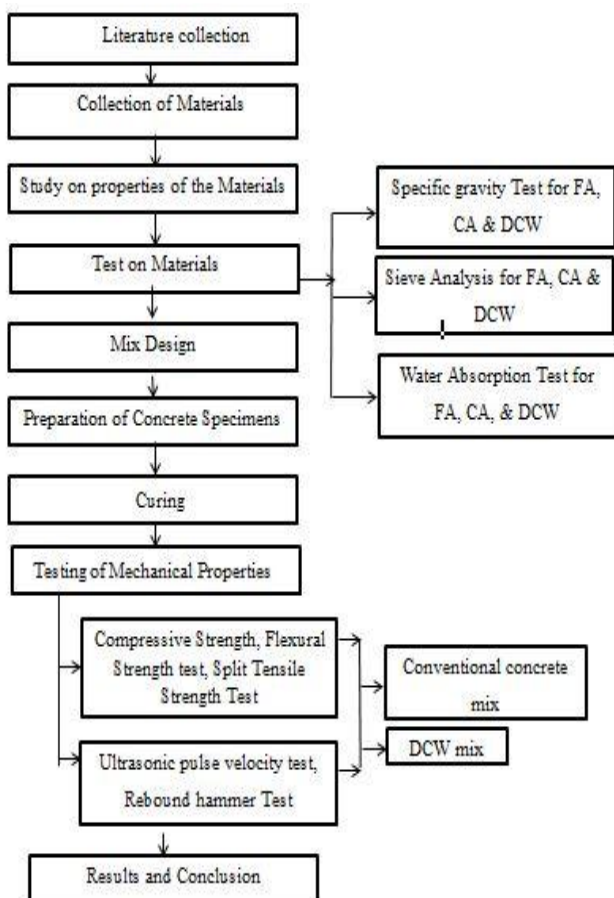 Literature collection
Collection of Materials
Study on properties of the Materials
Test on Materials
Specific gravity Test for FA,
CA & DCW
Sieve Analysis for FA, CA &
DCW
Water Absorption Test for
FA, CA, & DCW
Mix Design
Preparation of Concrete Specimens
Curing
Testing of Mechanical Properties
Compressive Strength, Flexural
Strength test, Split Tensile
Strength Test
Ultrasonic pulse velocity test,
Rebound hammer Test
Conventional concrete
mix
DCW mix
Results and Conclusion